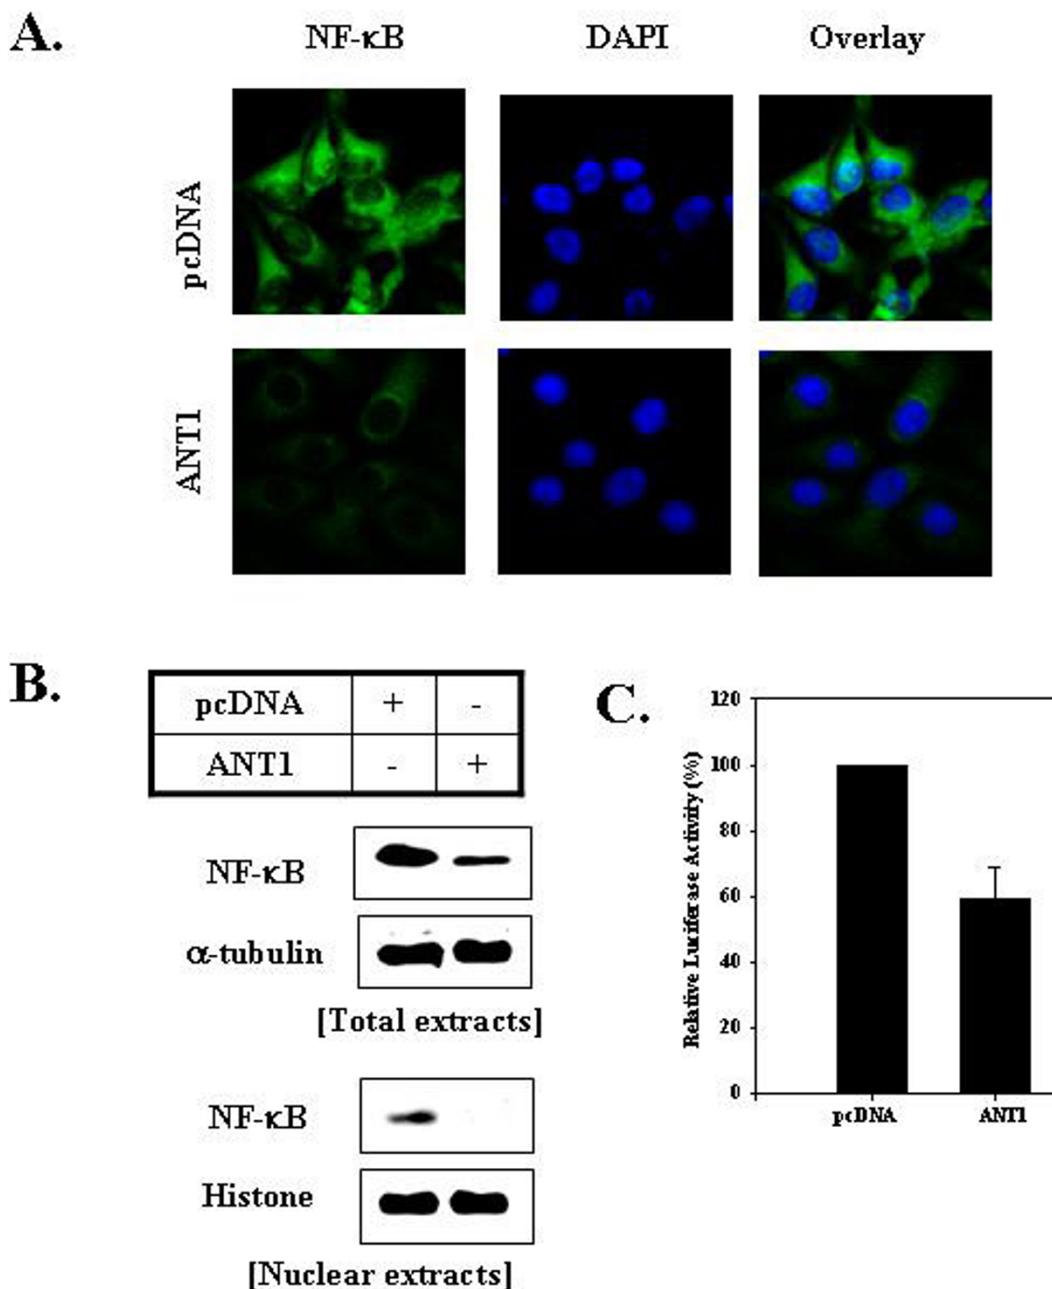 A.
NF-κB DAPI Overlay
pcDNA
ANT1
B.
pcDNA + -
ANT1 - +
NF-κB
α-tubulin
[Total extracts]
NF-κB
Histone
[Nuclear extracts]
C.
Relative Luciferase Activity (%)
120
100
80
60
40
20
0
pcDNA ANT1